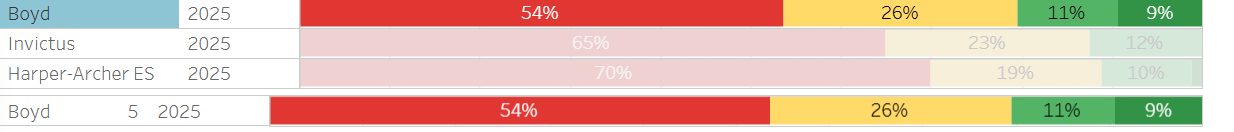 Boyd 2025 54% 26% 11% 9%
Invictus 2025 65% 23% 12%
Harper-Archer ES 2025 70% 19% 10%
Boyd 5 2025 54% 26% 11% 9%